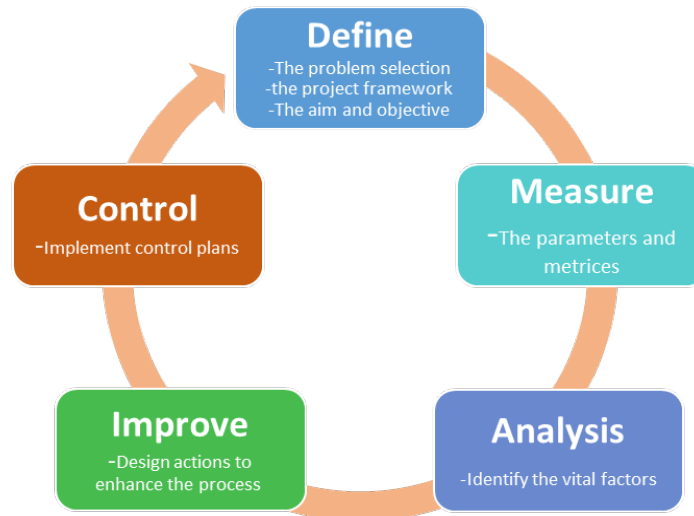 Define
-The problem selection
-the project framework
-The aim and objective
Measure
-The parameters and
metrices
Analysis
-Identify the vital factors
Improve
-Design actions to
enhance the process
Control
-Implement control plans